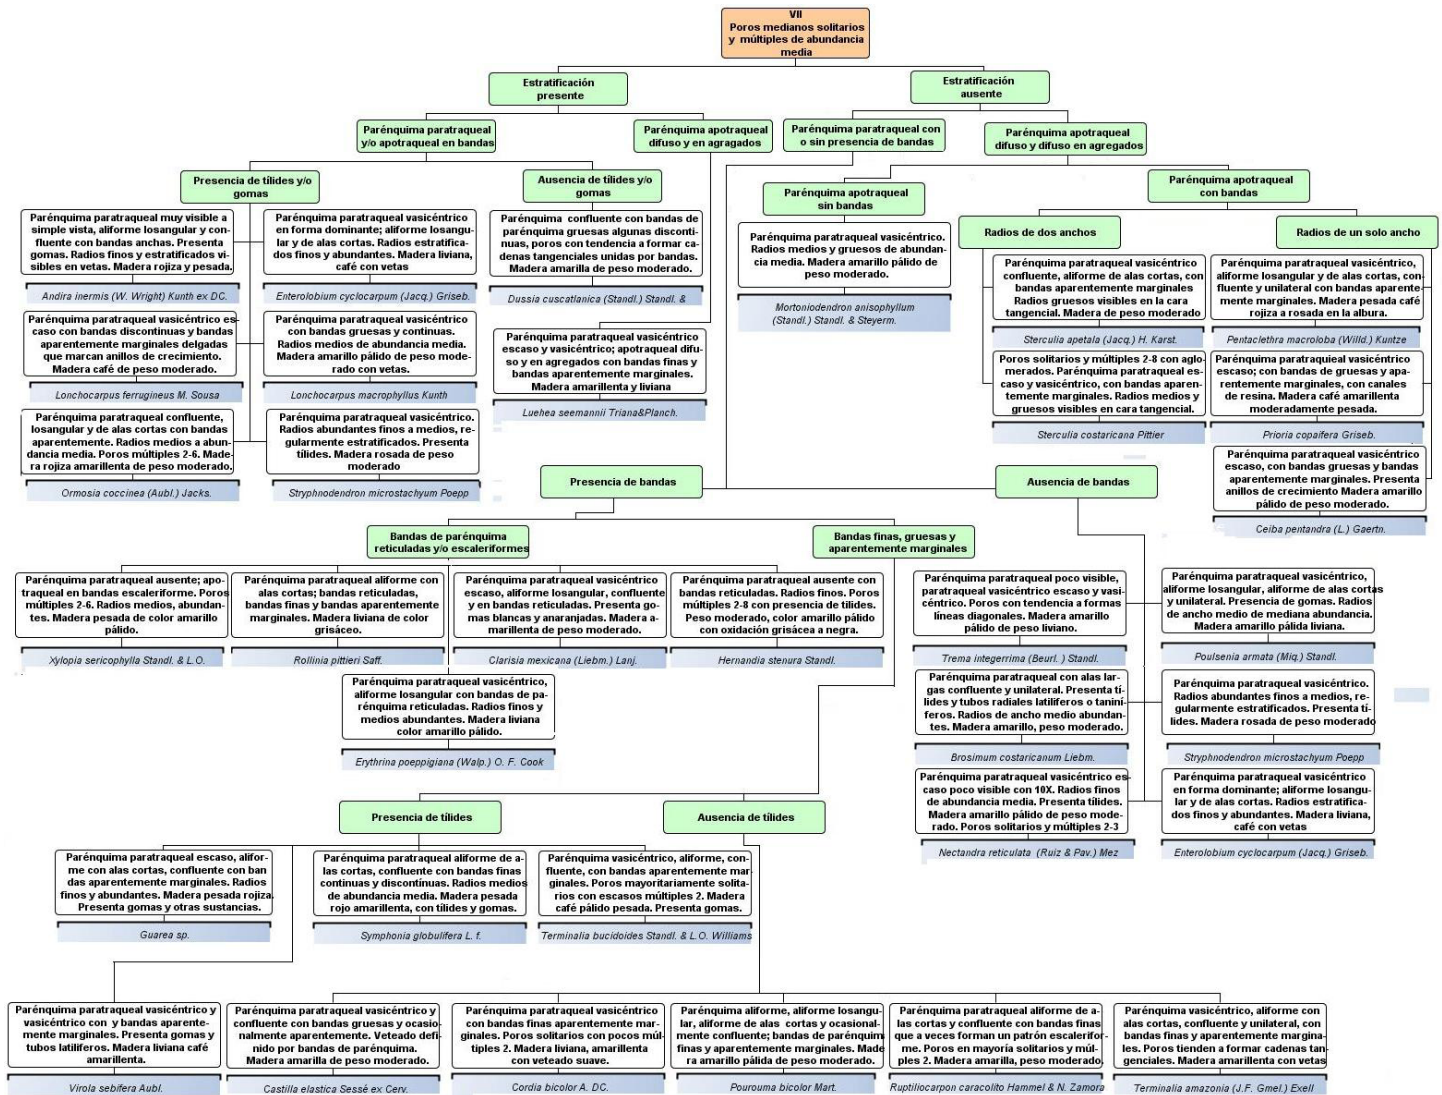 VII
Poros medianos solitarios
y múltiples de abundancia
media
Estratificación
presente
Estratificación
ausente
Parénquima paratraqueal
y/o apotraqueal en bandas
Parénquima apotraqueal
difuso y en agragados
Parénquima paratraqueal con
o sin presencia de bandas
Parénquima apotraqueal
difuso y difuso en agregados
Presencia de tílides y/o
gomas
Ausencia de tílides y/o
gomas
Parénquima apotraqueal
sin bandas
Parénquima apotraqueal
con bandas
Radios de dos anchos
Radios de un solo ancho
Parénquima paratraqueal muy visible a
simple vista, aliforme losangular y con-
fluente con bandas anchas. Presenta
gomas. Radios finos y estratificados vi-
sibles en vetas. Madera rojiza y pesada.
Andira inermis (W. Wright) Kunth ex DC.
Parénquima paratraqueal vasicéntrico
en forma dominante; aliforme losangu-
lar y de alas cortas. Radios estratifica-
dos finos y abundantes. Madera liviana,
café con vetas
Enterolobium cyclocarpum (Jacq.) Griseb.
Parénquima confluente con bandas de
parénquima gruesas algunas disconti-
nuas, poros con tendencia a formar ca-
denas tangenciales unidas por bandas.
Madera amarilla de peso moderado.
Dussia cuscatlanica (Standl.) Standl. &
Parénquima paratraqueal vasicéntrico es-
caso con bandas discontinuas y bandas
aparentemente marginales delgadas
que marcan anillos de crecimiento.
Madera café de peso moderado.
Lonchocarpus ferrugineus M. Sousa
Parénquima paratraqueal vasicéntrico
con bandas gruesas y continuas.
Radios medios de abundancia media.
Madera amarillo pálido de peso mode-
rado con vetas.
Lonchocarpus macrophyllus Kunth
Parénquima paratraqueal vasicéntrico
escaso y vasicéntrico; apotraqueal difu-
so y en agregados con bandas finas y
bandas aparentemente marginales.
Madera amarillenta y liviana
Luehea seemannii Triana&Planch.
Parénquima paratraqueal confluente,
losangular y de alas cortas con bandas
aparentemente. Radios medios a abun-
dancia media. Poros múltiples 2-6. Made-
ra rojiza amarillenta de peso moderado.
Ormosia coccinea (Aubl.) Jacks.
Parénquima paratraqueal vasicéntrico.
Radios abundantes finos a medios, re-
gularmente estratificados. Presenta
tílides. Madera rosada de peso
moderado
Stryphnodendron microstachyum Poepp
Parénquima paratraqueal vasicéntrico.
Radios medios y gruesos de abundan-
cia media. Madera amarillo pálido de
peso moderado.
Mortoniodendron anisophyllum
(Standl.) Standl. & Steyerm.
Parénquima paratraqueal vasicéntrico
confluente, aliforme de alas cortas, con
bandas aparentemente marginales
Radios gruesos visibles en la cara
tangencial. Madera de peso moderado
Sterculia apetala (Jacq.) H. Karst.
Parénquima paratraqueal vasicéntrico,
aliforme losangular y de alas cortas, con-
fluente y unilateral con bandas aparente-
mente marginales. Madera pesada café
rojiza a rosada en la albura.
Pentaclethra macroloba (Willd.) Kuntze
Poros solitarios y múltiples 2-8 con aglo-
merados. Parénquima paratraqueal es-
caso y vasicéntrico, con bandas aparen-
temente marginales. Radios medios y
gruesos visibles en cara tangencial.
Sterculia costaricana Pittier
Parénquima paratraquieal vasicéntrico
escaso; con bandas de gruesas y apa-
rentemente marginales, con canales
de resina. Madera café amarillenta
moderadamente pesada.
Prioria copaifera Griseb.
Parénquima paratraqueal vasicéntrico
escaso, con bandas gruesas y bandas
aparentemente marginales. Presenta
anillos de crecimiento Madera amarillo
pálido de peso moderado.
Ceiba pentandra (L.) Gaertn.
Presencia de bandas
Ausencia de bandas
Bandas de parénquima
reticuladas y/o escaleriformes
Bandas finas, gruesas y
aparentemente marginales
Parénquima paratraqueal ausente; apo-
traqueal en bandas escaleriforme. Poros
múltiples 2-6. Radios medios, abundan-
tes. Madera pesada de color amarillo
pálido.
Xylopia sericophylla Standl. & L.O.
Parénquima paratraqueal aliforme con
alas cortas; bandas reticuladas,
bandas finas y bandas aparentemente
marginales. Madera liviana de color
grisáceo.
Rollinia pittieri Saff.
Parénquima paratraqueal vasicéntrico
escaso, aliforme losangular, confluente
y en bandas reticuladas. Presenta go-
mas blancas y anaranjadas. Madera a-
marillenta de peso moderado.
Clarisia mexicana (Liebm.) Lanj.
Parénquima paratraqueal ausente con
bandas reticuladas. Radios finos. Poros
múltiples 2-8 con presencia de tílides.
Peso moderado, color amarillo pálido
con oxidación grisácea a negra.
Hernandia stenura Standl.
Parénquima paratraqueal poco visible,
paratraqueal vasicéntrico escaso y vasi-
céntrico. Poros con tendencia a formas
líneas diagonales. Madera amarillo
pálido de peso liviano.
Trema integerrima (Beurl. ) Standl.
Parénquima paratraqueal vasicéntrico,
aliforme losangular, aliforme de alas cortas
y unilateral. Presencia de gomas. Radios
de ancho medio de mediana abundancia.
Madera amarillo pálida liviana.
Poulsenia armata (Miq.) Standl.
Parénquima paratraqueal vasicéntrico,
aliforme losangular con bandas de pa-
rénquima reticuladas. Radios finos y
medios abundantes. Madera liviana
color amarillo pálido.
Erythrina poeppigiana (Walp.) O. F. Cook
Parénquima paratraqueal con alas lar-
gas confluente y unilateral. Presenta tí-
lides y tubos radiales latilíferos o taniní-
feros. Radios de ancho medio abundan-
tes. Madera amarillo, peso moderado.
Brosimum costaricanum Liebm.
Parénquima paratraqueal vasicéntrico.
Radios abundantes finos a medios, re-
gularmente estratificados. Presenta tí-
lides. Madera rosada de peso moderado
Stryphnodendron microstachyum Poepp
Parénquima paratraqueal vasicéntrico es-
caso poco visible con 10X. Radios finos
de abundancia media. Presenta tílides.
Madera amarillo pálido de peso mode-
rado. Poros solitarios y múltiples 2-3
Nectandra reticulata (Ruiz & Pav.) Mez
Parénquima paratraqueal vasicéntrico
en forma dominante; aliforme losangu-
lar y de alas cortas. Radios estratifica-
dos finos y abundantes. Madera liviana,
café con vetas
Enterolobium cyclocarpum (Jacq.) Griseb.
Presencia de tílides
Ausencia de tílides
Parénquima paratraqueal escaso, alifor-
me con alas cortas, confluente con ban
das aparentemente marginales. Radios
finos y abundantes. Madera pesada rojiza.
Presenta gomas y otras sustancias.
Guarea sp.
Parénquima paratraqueal aliforme de a-
las cortas, confluente con bandas finas
continuas y discontinuas. Radios medios
de abundancia media. Madera pesada
rojo amarillenta, con tílides y gomas.
Symphonia globulifera L. f.
Parénquima vasicéntrico, aliforme, con-
fluente, con bandas aparentemente mar-
ginales. Poros mayoritariamente solita-
rios con escasos múltiples 2. Madera
café pálido pesada. Presenta gomas.
Terminalia bucidoides Standl. & L.O. Williams
Parénquima paratraqueal vasicéntrico y
vasicéntrico con y bandas aparente-
mente marginales. Presenta gomas y
tubos latilíferos. Madera liviana café
amarillenta.
Virola sebifera Aubl.
Parénquima paratraqueal vasicéntrico y
confluente con bandas gruesas y ocasio-
nalmente aparentemente. Veteado defi-
nido por bandas de parénquima.
Madera amarilla de peso moderado.
Castilla elastica Sessé ex Cerv.
Parénquima paratraqueal vasicéntrico
con bandas finas aparentemente mar-
ginales. Poros solitarios con pocos múl-
tiples 2. Madera liviana, amarillenta
con veteado suave.
Cordia bicolor A. DC.
Parénquima aliforme, aliforme losangu-
lar, aliforme de alas cortas y ocasional-
mente confluente; bandas de parénquim
finas y aparentemente marginales. Made
ra amarillo pálida de peso moderado.
Pourouma bicolor Mart.
Parénquima paratraqueal aliforme de a-
las cortas y confluente con bandas finas
que a veces forman un patrón escalerifor-
me. Poros en mayoría solitarios y múl-
tiples 2. Madera amarilla, peso moderado.
Ruptiliocarpon caracolito Hammel & N. Zamora
Parénquima vasicéntrico, aliforme con
alas cortas, confluente y unilateral, con
bandas finas y aparentemente margina-
les. Poros tienden a formar cadenas tan-
genciales. Madera amarillenta con vetas
Terminalia amazonia (J.F. Gmel.) Exell